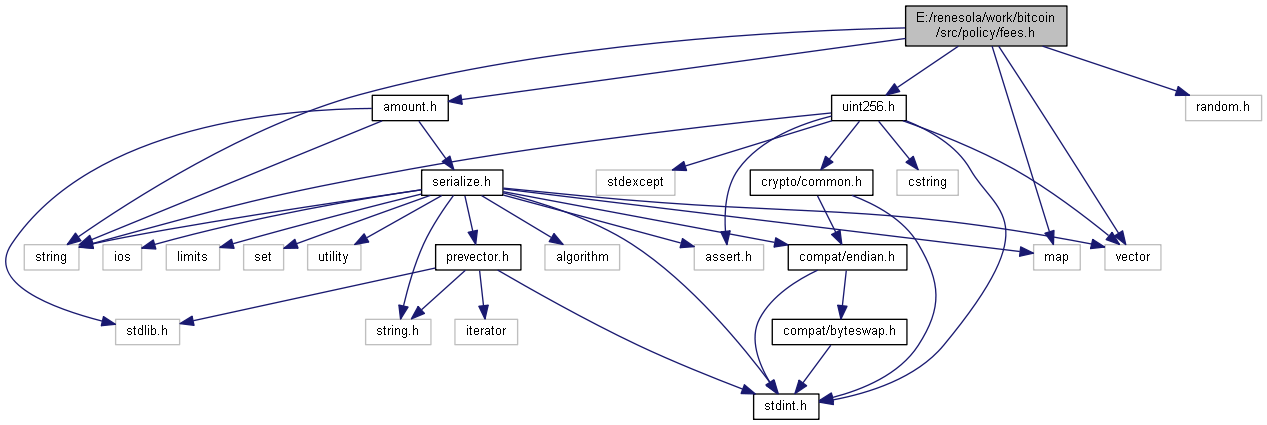 E:/renesola/work/bitcoin
/src/policy/fees.h
amount.h
uint256.h
random.h
serialize.h
stdexcept
crypto/common.h
cstring
string
ios
limits
set
utility
prevector.h
algorithm
assert.h
compat/endian.h
map
vector
stdlib.h
string.h
iterator
compat/byteswap.h
stdint.h